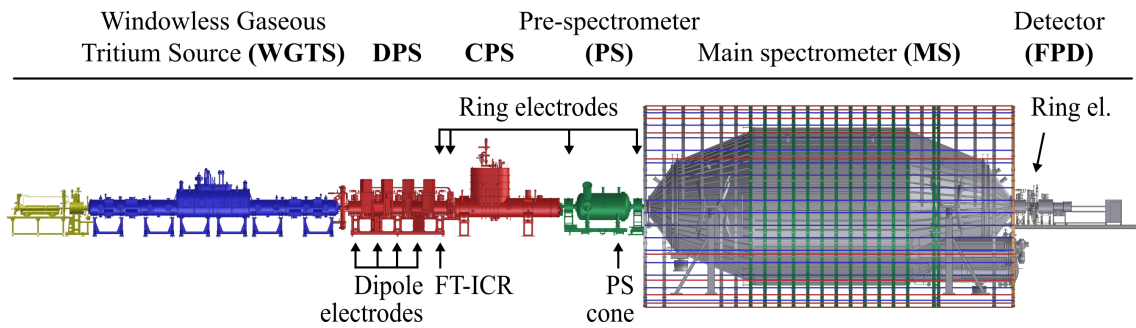 Windowless Gaseous
Tritium Source (WGTS)
DPS
CPS
Pre-spectrometer
(PS)
Main spectrometer (MS)
Detector
(FPD)
Ring electrodes
Ring el.
Dipole
electrodes
FT-ICR
PS
cone